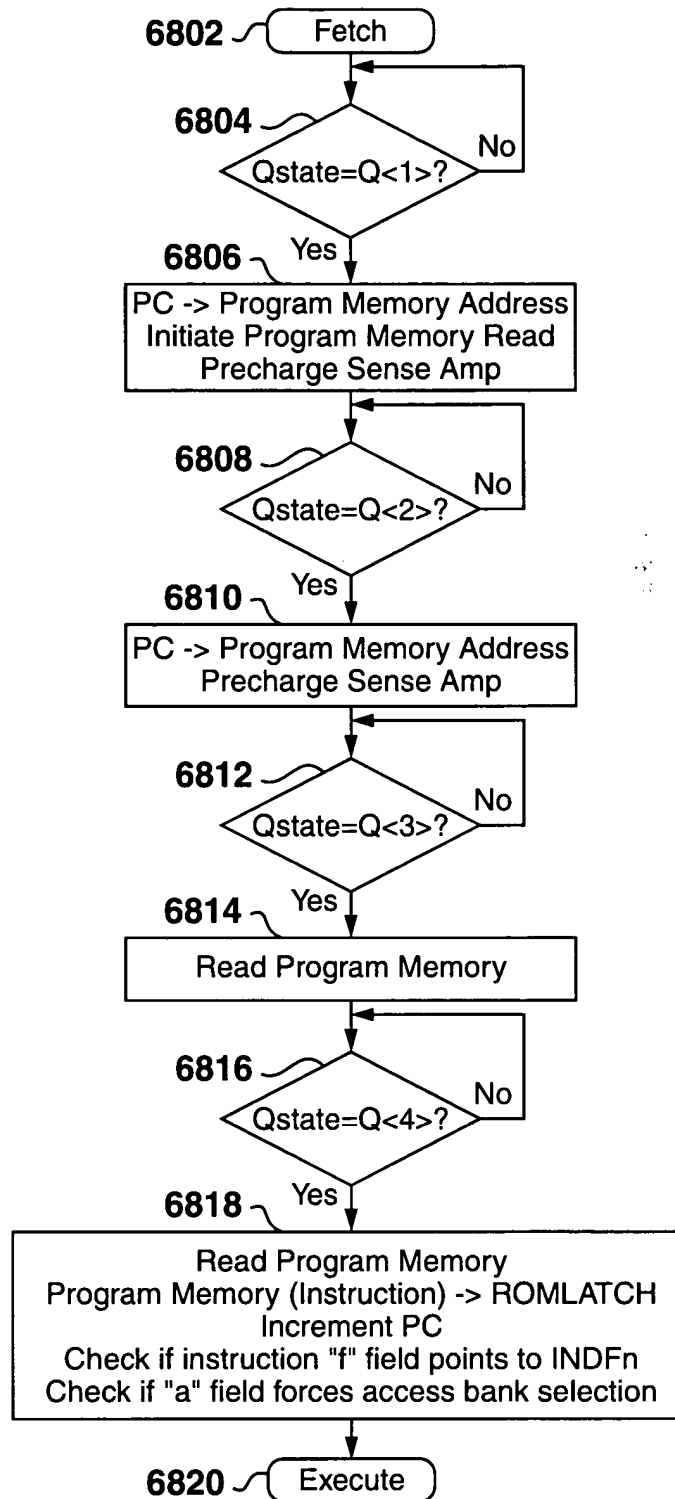 6802 Fetch
6804
Qstate=Q<1>?
No
Yes
6806
PC -> Program Memory Address
Initiate Program Memory Read
Precharge Sense Amp
6808
Qstate=Q<2>?
No
Yes
6810
PC -> Program Memory Address
Precharge Sense Amp
6812
Qstate=Q<3>?
No
Yes
6814
Read Program Memory
6816
Qstate=Q<4>?
No
Yes
6818
Read Program Memory
Program Memory (Instruction) -> ROMLATCH
Increment PC
Check if instruction "f" field points to INDFn
Check if "a" field forces access bank selection
6820 Execute